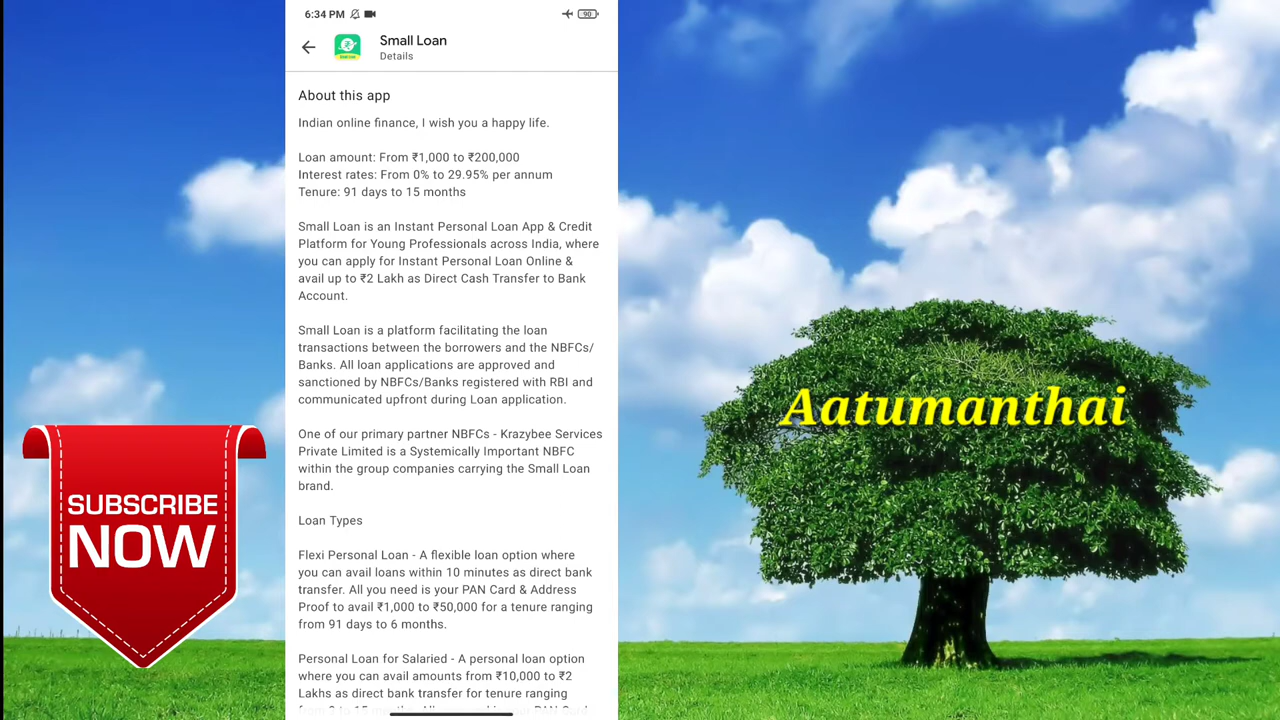 6:34 PM
90
Small Loan
Details
About this app
Indian online finance, I wish you a happy life.
Loan amount: From ₹1,000 to ₹200,000
Interest rates: From 0% to 29.95% per annum
Tenure: 91 days to 15 months
Small Loan is an Instant Personal Loan App & Credit
Platform for Young Professionals across India, where
you can apply for Instant Personal Loan Online &
avail up to ₹2 Lakh as Direct Cash Transfer to Bank
Account.
Small Loan is a platform facilitating the loan
transactions between the borrowers and the NBFCs/
Banks. All loan applications are approved and
sanctioned by NBFCs/Banks registered with RBI and
communicated upfront during Loan application.
One of our primary partner NBFCs - Krazybee Services
Private Limited is a Systemically Important NBFC
within the group companies carrying the Small Loan
brand.
Loan Types
Flexi Personal Loan - A flexible loan option where
you can avail loans within 10 minutes as direct bank
transfer. All you need is your PAN Card & Address
Proof to avail ₹1,000 to ₹50,000 for a tenure ranging
from 91 days to 6 months.
Personal Loan for Salaried - A personal loan option
where you can avail amounts from ₹10,000 to ₹2
Lakhs as direct bank transfer for tenure ranging
SUBSCRIBE
NOW
Aatumanthai